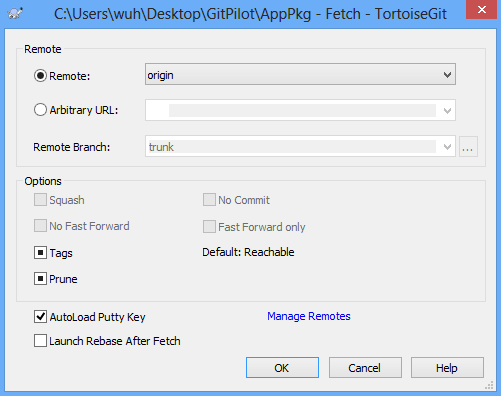 C:\Users\wuh\Desktop\GitPilot\AppPkg - Fetch - TortoiseGit
Remote
Remote:
origin
Arbitrary URL:
Remote Branch:
trunk
...
Options
Squash
No Commit
No Fast Forward
Fast Forward only
Tags
Default: Reachable
Prune
AutoLoad Putty Key
Manage Remotes
Launch Rebase After Fetch
OK
Cancel
Help